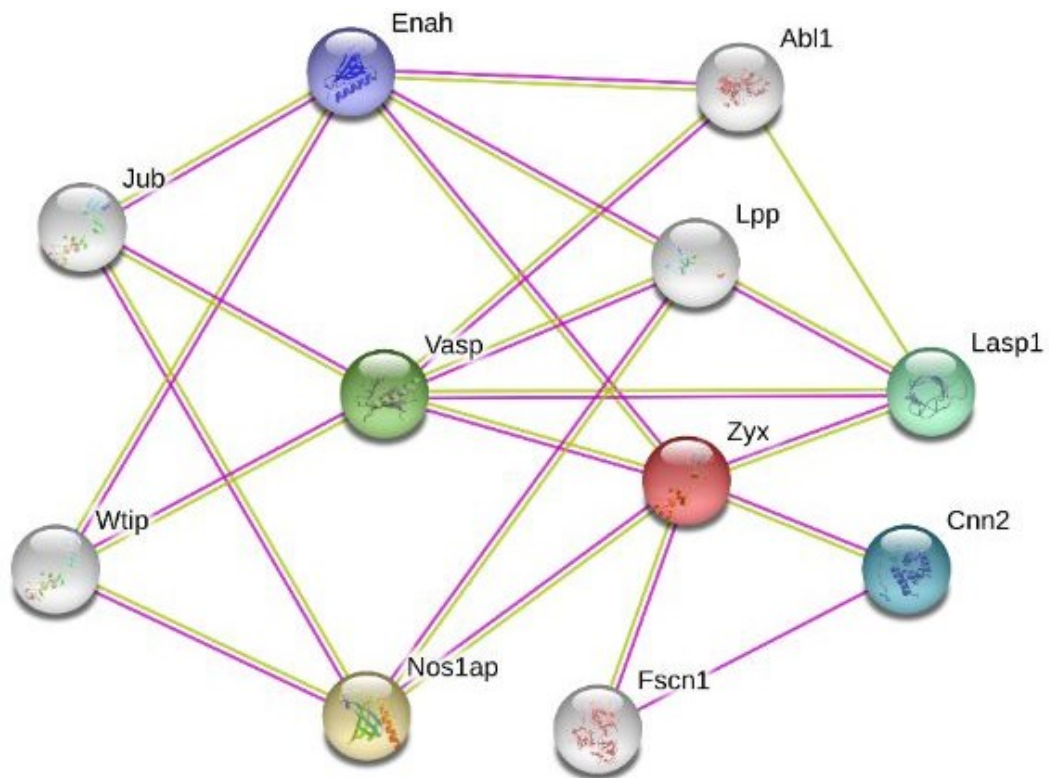 Enah
Abl1
Jub
Lpp
Vasp
Lasp1
Zyx
Wtip
Cnn2
Nos1ap
Fscn1